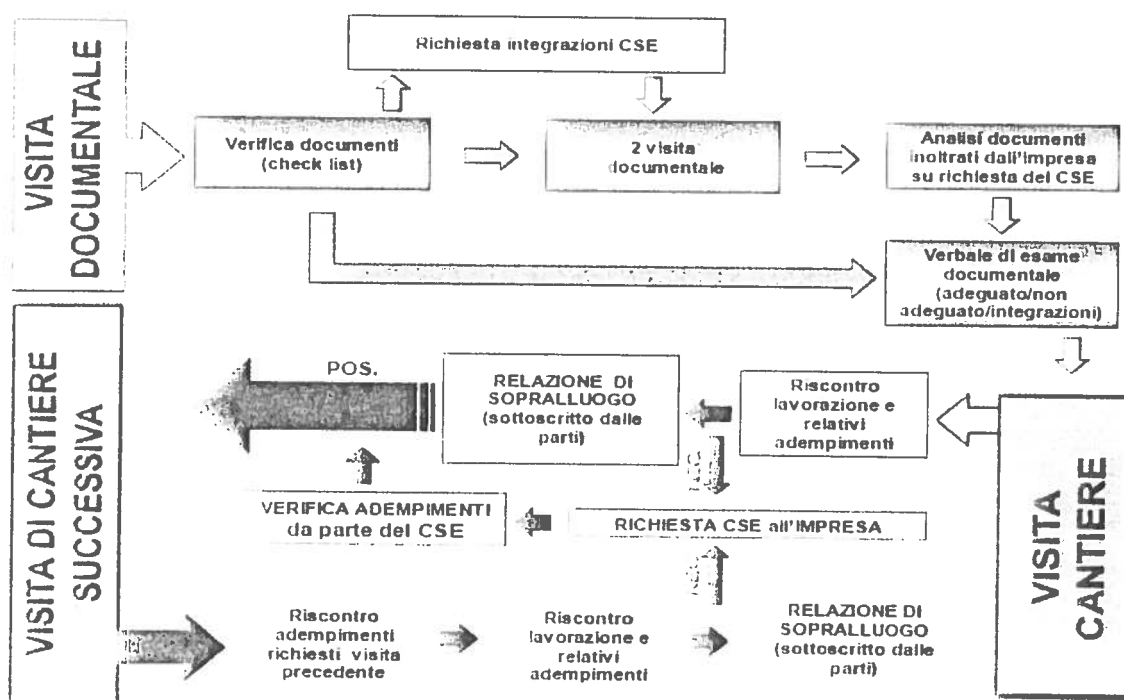 VISITA
DOCUMENTALE
Richiesta integrazioni CSE
Verifica documenti
(check list)
2 visita
documentale
Analisi documenti
inoltrati dall'impresa
su richiesta del CSE
Verbale di esame
documentale
(adeguato/non
adeguato/integrazioni)
VISITA
CANTIERE
Riscontro
lavorazione e
relativi
adempimenti
RELAZIONE DI
SOPRALLUOGO
(sottoscritto dalle
parti)
POS.
RICHIESTA CSE all'IMPRESA
VERIFICA ADEMPIMENTI
da parte del CSE
VISITA DI CANTIERE
SUCCESSIVA
Riscontro
adempimenti
richiesti visita
precedente
Riscontro
lavorazione e
relativi
adempimenti
RELAZIONE DI
SOPRALLUOGO
(sottoscritto dalle
parti)